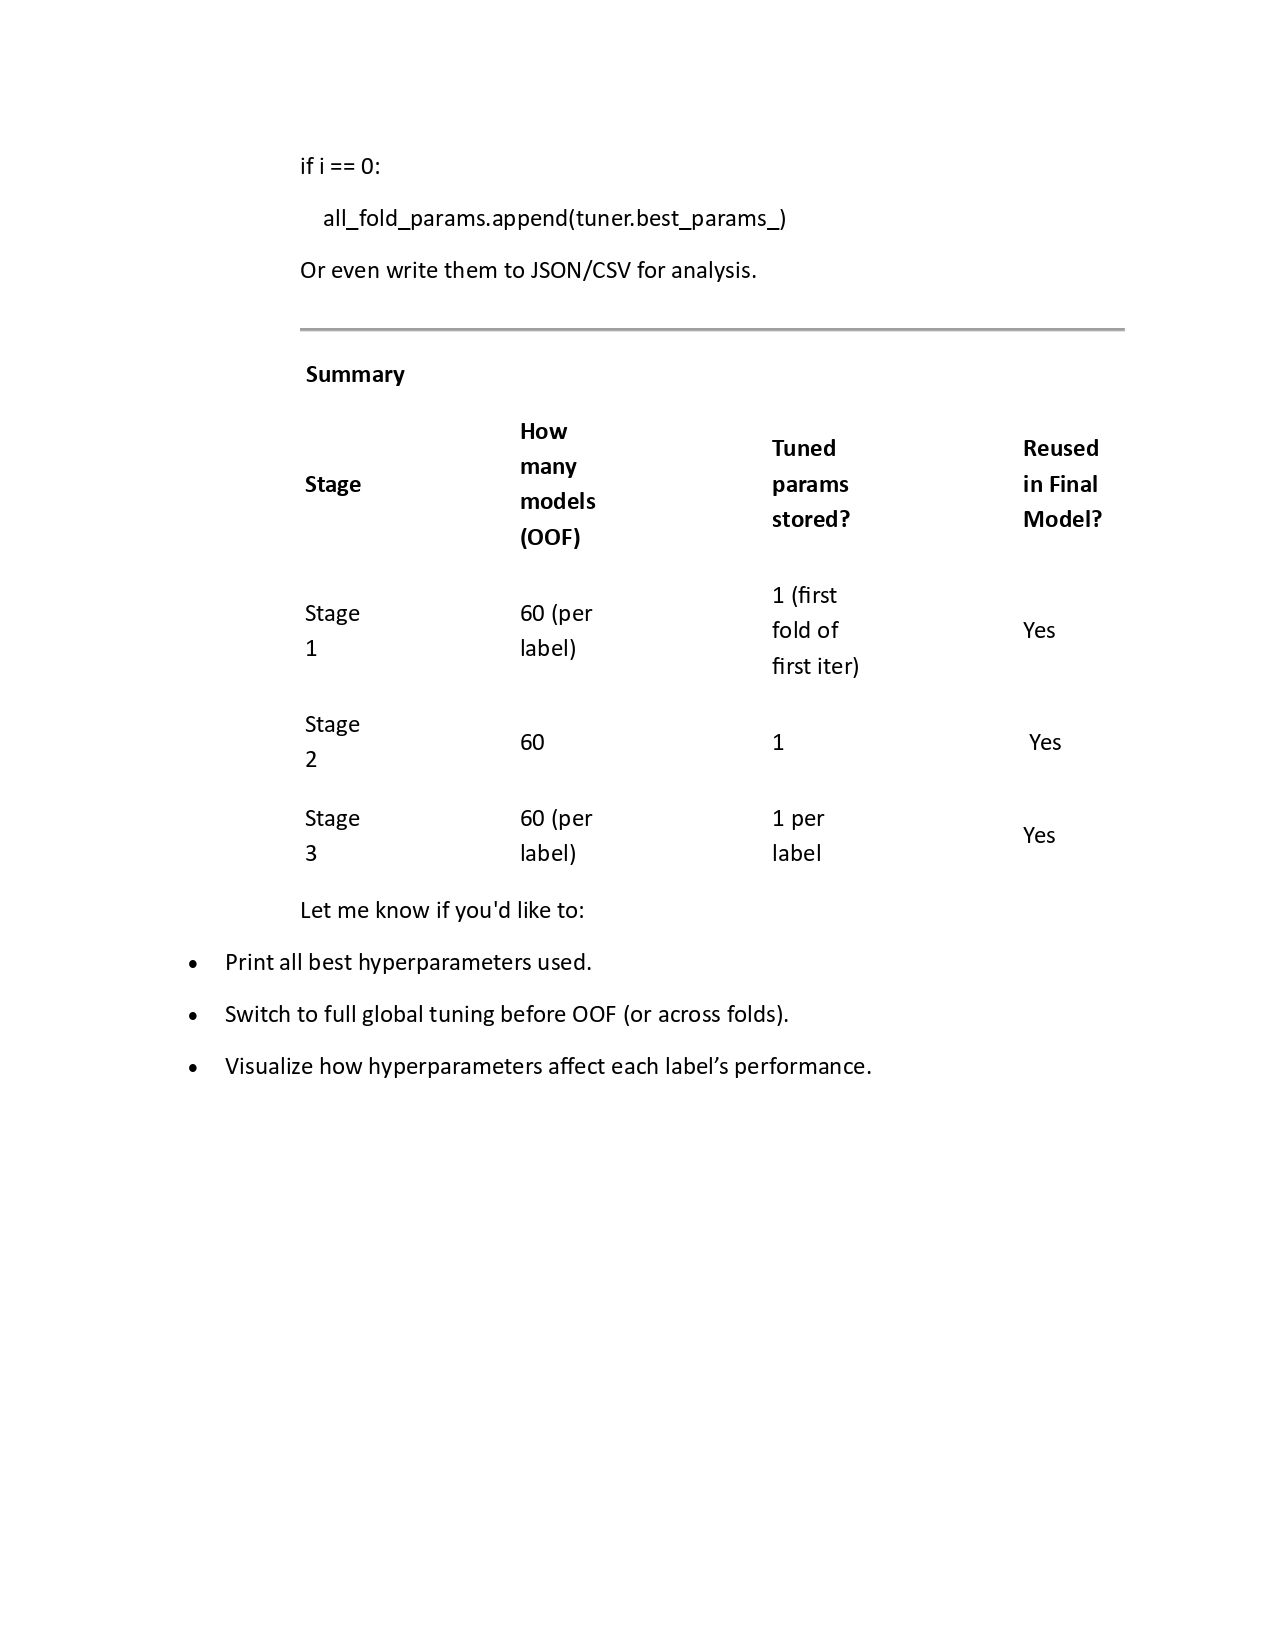 if i == 0:
all_fold_params.append(tuner.best_params_)
Or even write them to JSON/CSV for analysis.
Summary
Stage
How
many
models
(OOF)
Tuned
params
stored?
Reused
in Final
Model?
Stage
1
60 (per
label)
1 (first
fold of
first iter)
Yes
Stage
2
60
1
Yes
Stage
3
60 (per
label)
1 per
label
Yes
Let me know if you'd like to:
• Print all best hyperparameters used.
• Switch to full global tuning before OOF (or across folds).
• Visualize how hyperparameters affect each label’s performance.